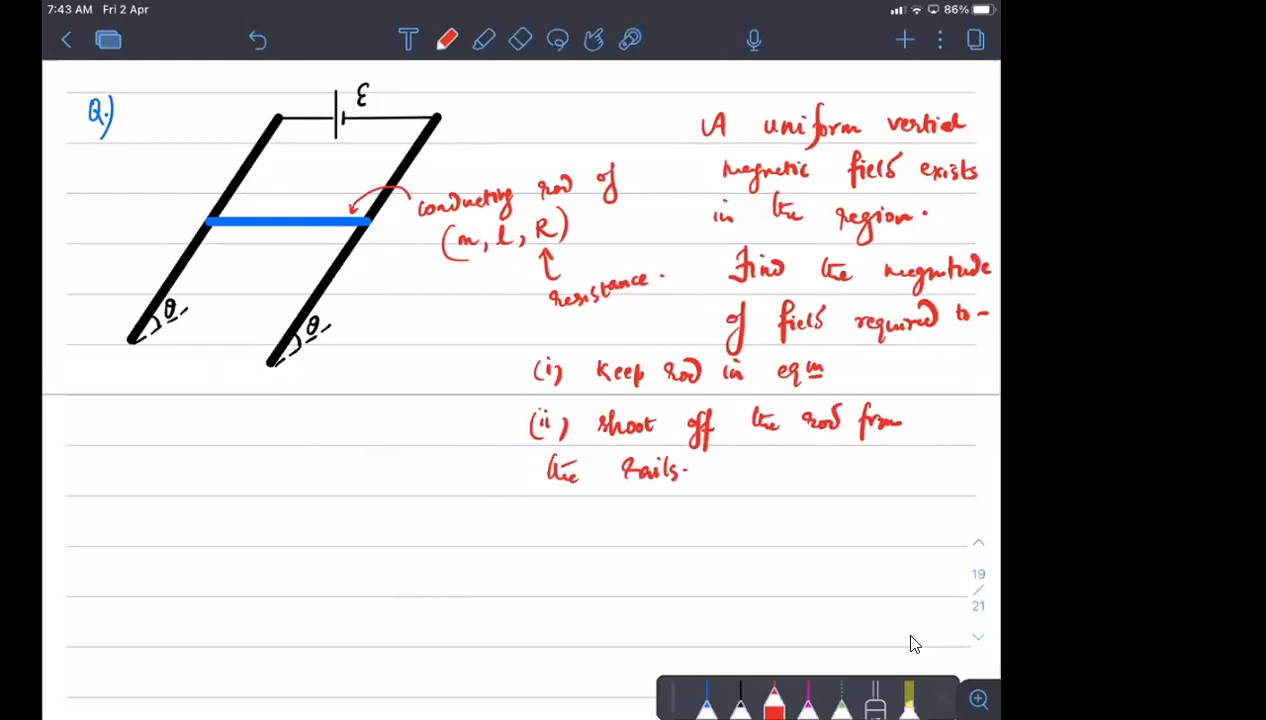 7:43 AM Fri 2 Apr
86%
T
Q.)
ε
A uniform vertical
magnetic field exists
in the region.
conducting rod of
(m, l, R)
resistance.
Find the magnitude
of field required to-
θ
θ
(i) keep rod in eqm
(ii) shoot off the rod from
the rails.
19
/
21